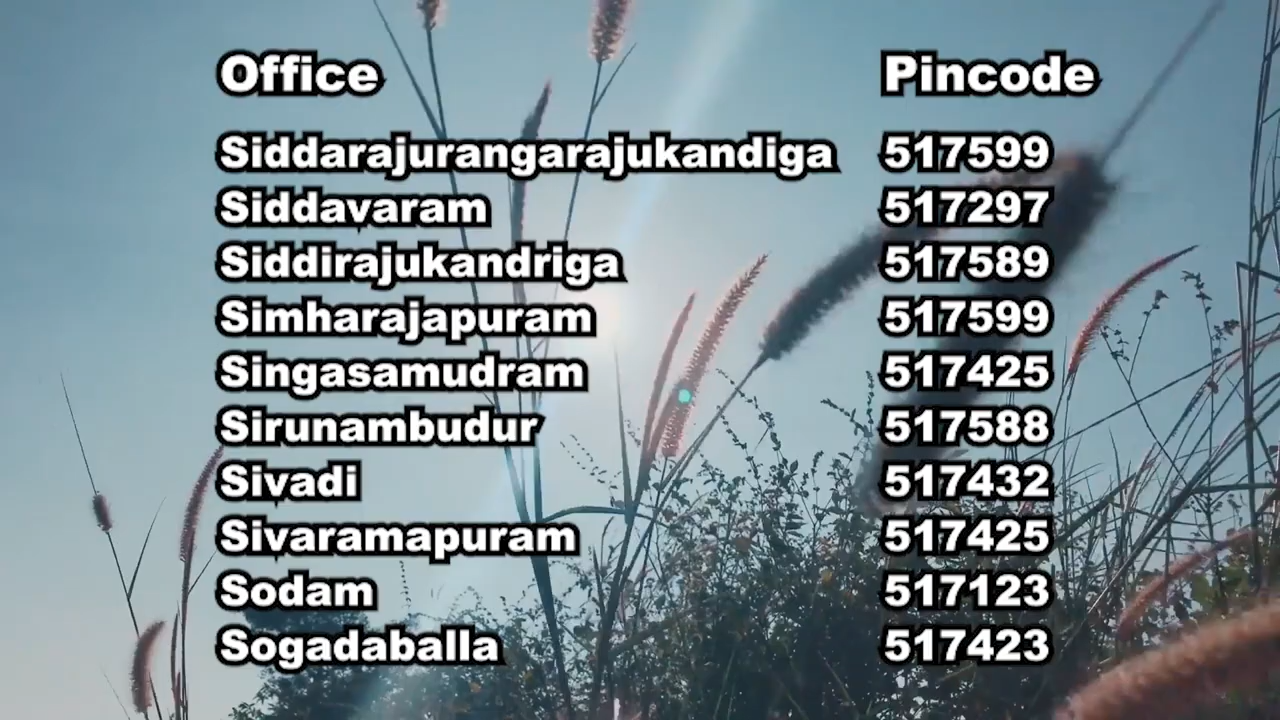 Office Pincode
Siddarajurangarajukandiga 517599
Siddavaram 517297
Siddirajukandriga 517589
Simharajapuram 517599
Singasamudram 517425
Sirunambudur 517588
Sivadi 517432
Sivaramapuram 517425
Sodam 517123
Sogadaballa 517423